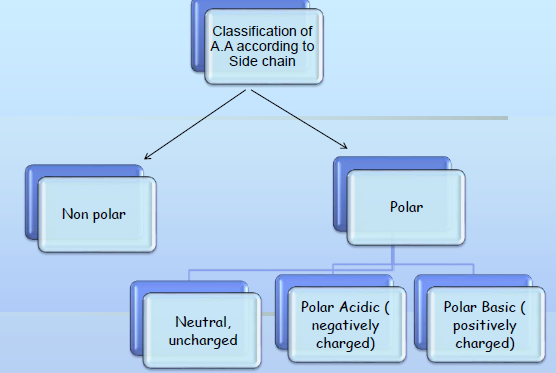 Classification of
A.A according to
Side chain
Non polar
Polar
Neutral,
uncharged
Polar Acidic (
negatively
charged)
Polar Basic (
positively
charged)